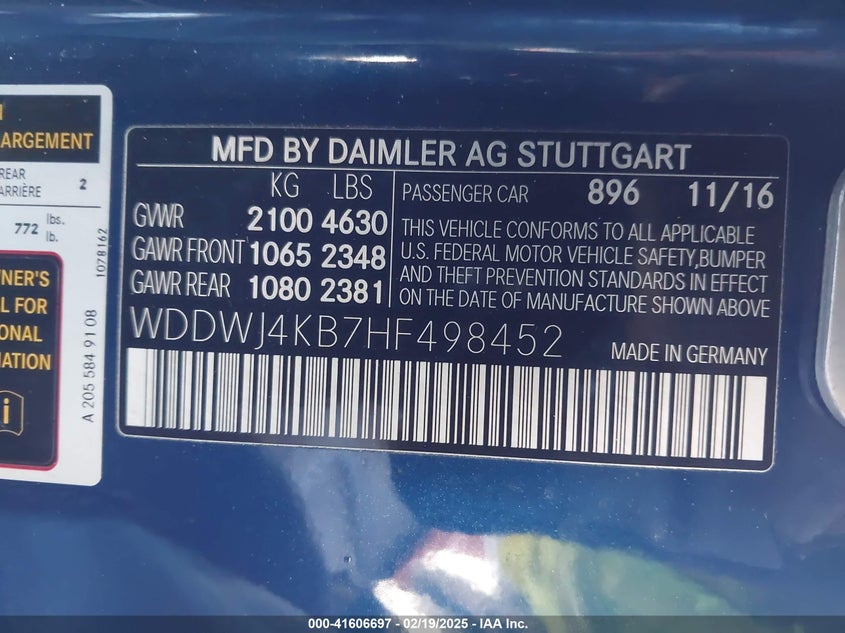 ARGEMENT
REAR
ARRIÈRE 2
772 lbs.
lb.
1078162
WNER'S
L FOR
ONAL
MATION
i
A 205 584 91 08
MFD BY DAIMLER AG STUTTGART
KG LBS
GVWR 2100 4630
GAWR FRONT 1065 2348
GAWR REAR 1080 2381
PASSENGER CAR 896 11/16
THIS VEHICLE CONFORMS TO ALL APPLICABLE
U.S. FEDERAL MOTOR VEHICLE SAFETY,BUMPER
AND THEFT PREVENTION STANDARDS IN EFFECT
ON THE DATE OF MANUFACTURE SHOWN ABOVE
WDDWJ4KB7HF498452 MADE IN GERMANY
000-41606697 - 02/19/2025 - IAA Inc.